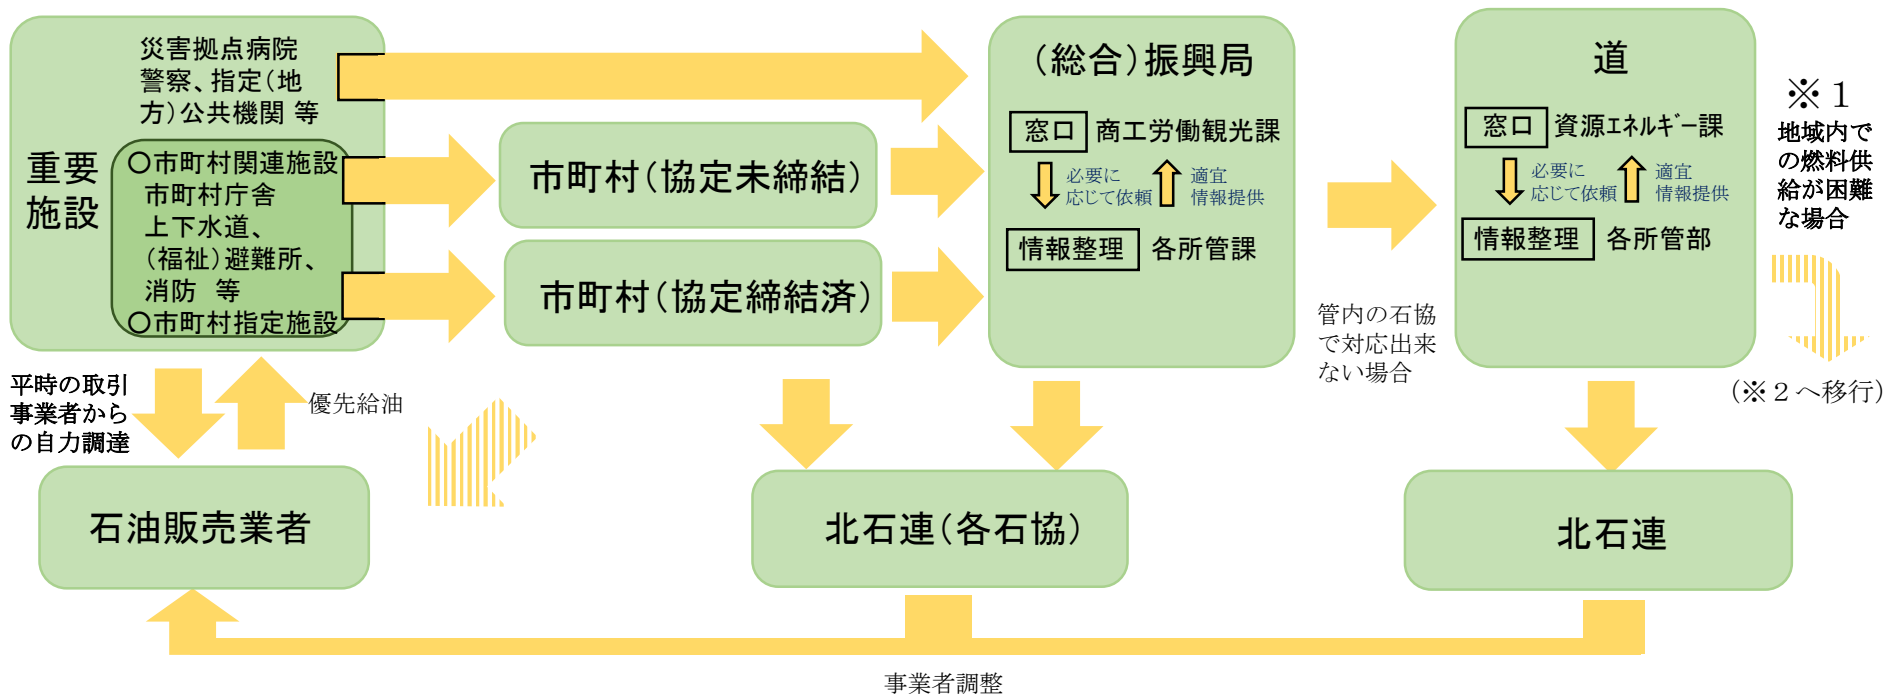 災害拠点病院
警察、指定(地
方)公共機関 等
重要
施設
〇市町村関連施設
市町村庁舎
上下水道、
(福祉)避難所、
消防 等
〇市町村指定施設
市町村(協定未締結)
市町村(協定締結済)
(総合)振興局
窓口 商工労働観光課
必要に
応じて依頼
適宜
情報提供
情報整理 各所管課
管内の石協
で対応出来
ない場合
道
窓口 資源エネルギー課
必要に
応じて依頼
適宜
情報提供
情報整理 各所管部
※1
地域内で
の燃料供
給が困難
な場合
(※2へ移行)
平時の取引
事業者から
の自力調達
優先給油
石油販売業者
北石連(各石協)
北石連
事業者調整